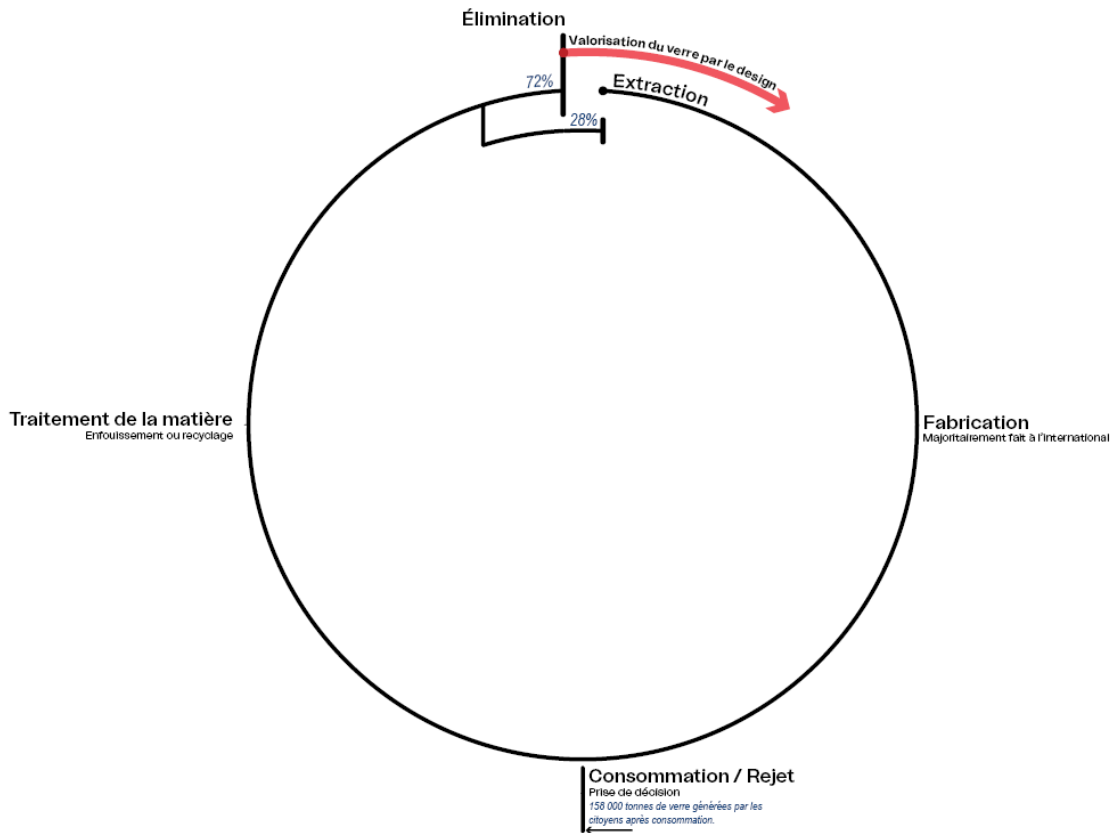 Élimination
Valorisation du verre par le design
72%
Extraction
28%
Traitement de la matière
Enfouissement ou recyclage
Fabrication
Majoritairement fait à l'international
Consommation / Rejet
Prise de décision
158 000 tonnes de verre générées par les
citoyens après consommation.